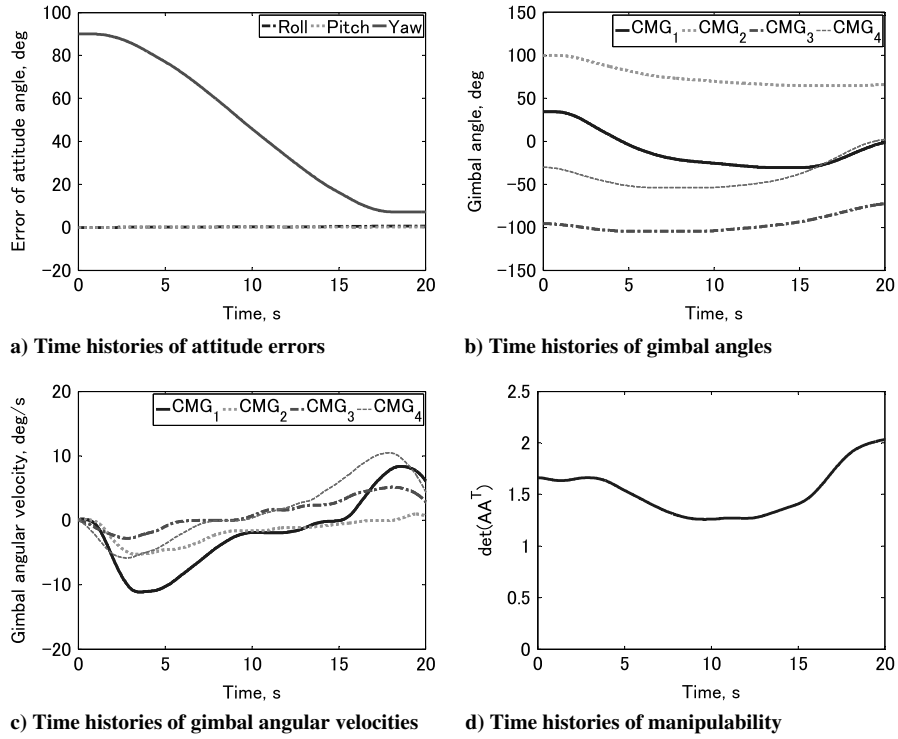 Roll Pitch Yaw
100
80
60
40
20
0
−20
Error of attitude angle, deg
0 5 10 15 20
Time, s
a) Time histories of attitude errors
CMG1 CMG2 CMG3 CMG4
150
100
50
0
−50
−100
−150
Gimbal angle, deg
0 5 10 15 20
Time, s
b) Time histories of gimbal angles
CMG1 CMG2 CMG3 CMG4
20
10
0
−10
−20
Gimbal angular velocity, deg/s
0 5 10 15 20
Time, s
c) Time histories of gimbal angular velocities
2.5
2
1.5
1
0.5
0
det(AA^T)
0 5 10 15 20
Time, s
d) Time histories of manipulability